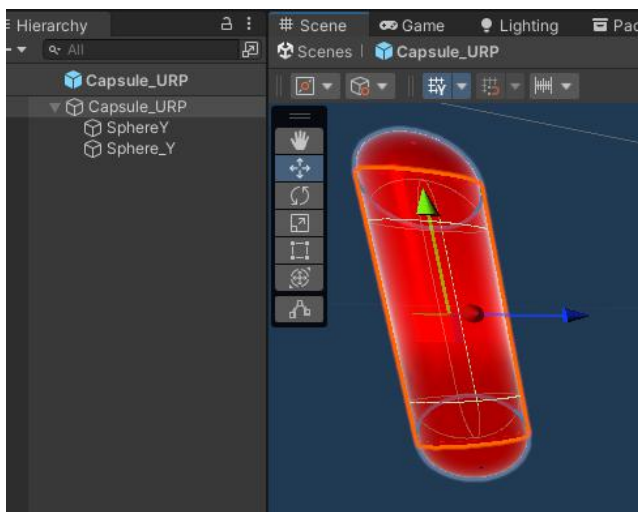 Hierarchy
All
Capsule_URP
Capsule_URP
SphereY
Sphere_Y
Scene Game Lighting Pac
Scenes | Capsule_URP